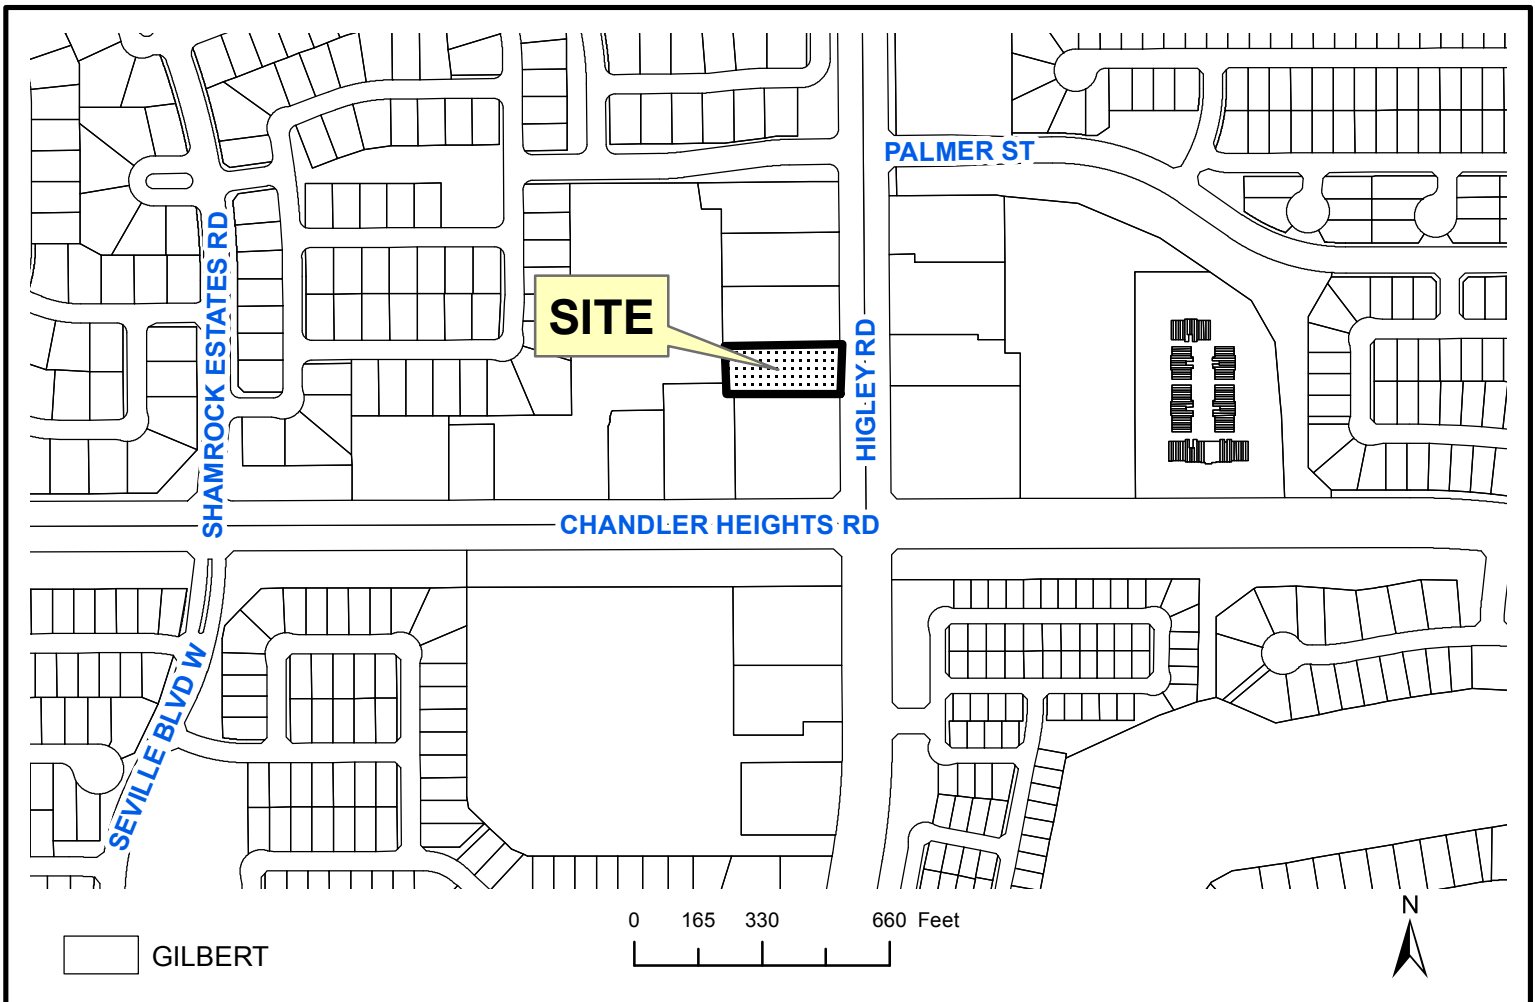 PALMER ST
SHAMROCK ESTATES RD
SITE
HIGLEY RD
CHANDLER HEIGHTS RD
SEVILLE BLVD W
GILBERT
0 165 330 660 Feet
N